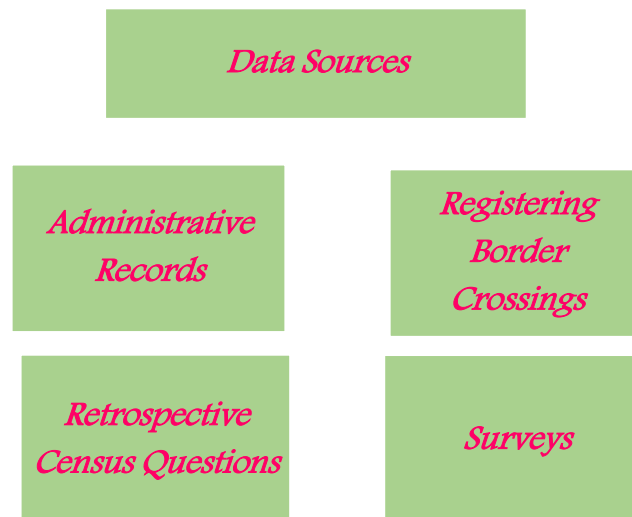 Data Sources
Administrative
Records
Registering
Border
Crossings
Retrospective
Census Questions
Surveys